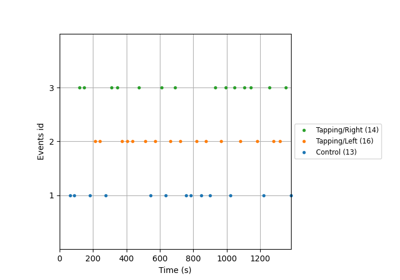 3
2
1
Events id
0 200 400 600 800 1000 1200
Time (s)
Tapping/Right (14)
Tapping/Left (16)
Control (13)